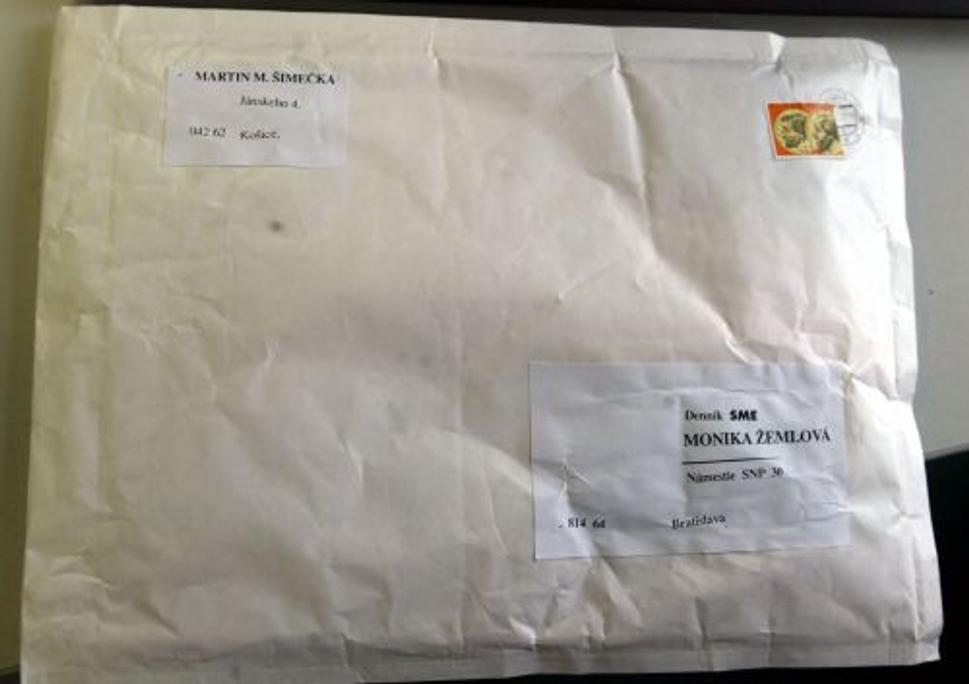 MARTIN M. ŠIMEČKA
Jánskeho 4.
042 62 Košice.
Denník SME
MONIKA ŽEMLOVÁ
Námestie SNP 30
814 64 Bratislava